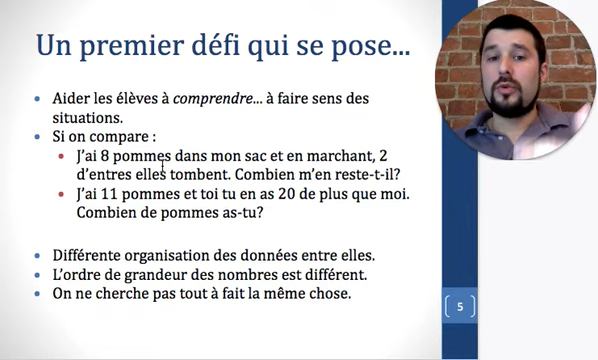 Un premier défi qui se pose...
Aider les élèves à comprendre... à faire sens des
situations.
Si on compare :
J'ai 8 pommes dans mon sac et en marchant, 2
d'entres elles tombent. Combien m'en reste-t-il?
J'ai 11 pommes et toi tu en as 20 de plus que moi.
Combien de pommes as-tu?
Différente organisation des données entre elles.
L'ordre de grandeur des nombres est différent.
On ne cherche pas tout à fait la même chose.
5